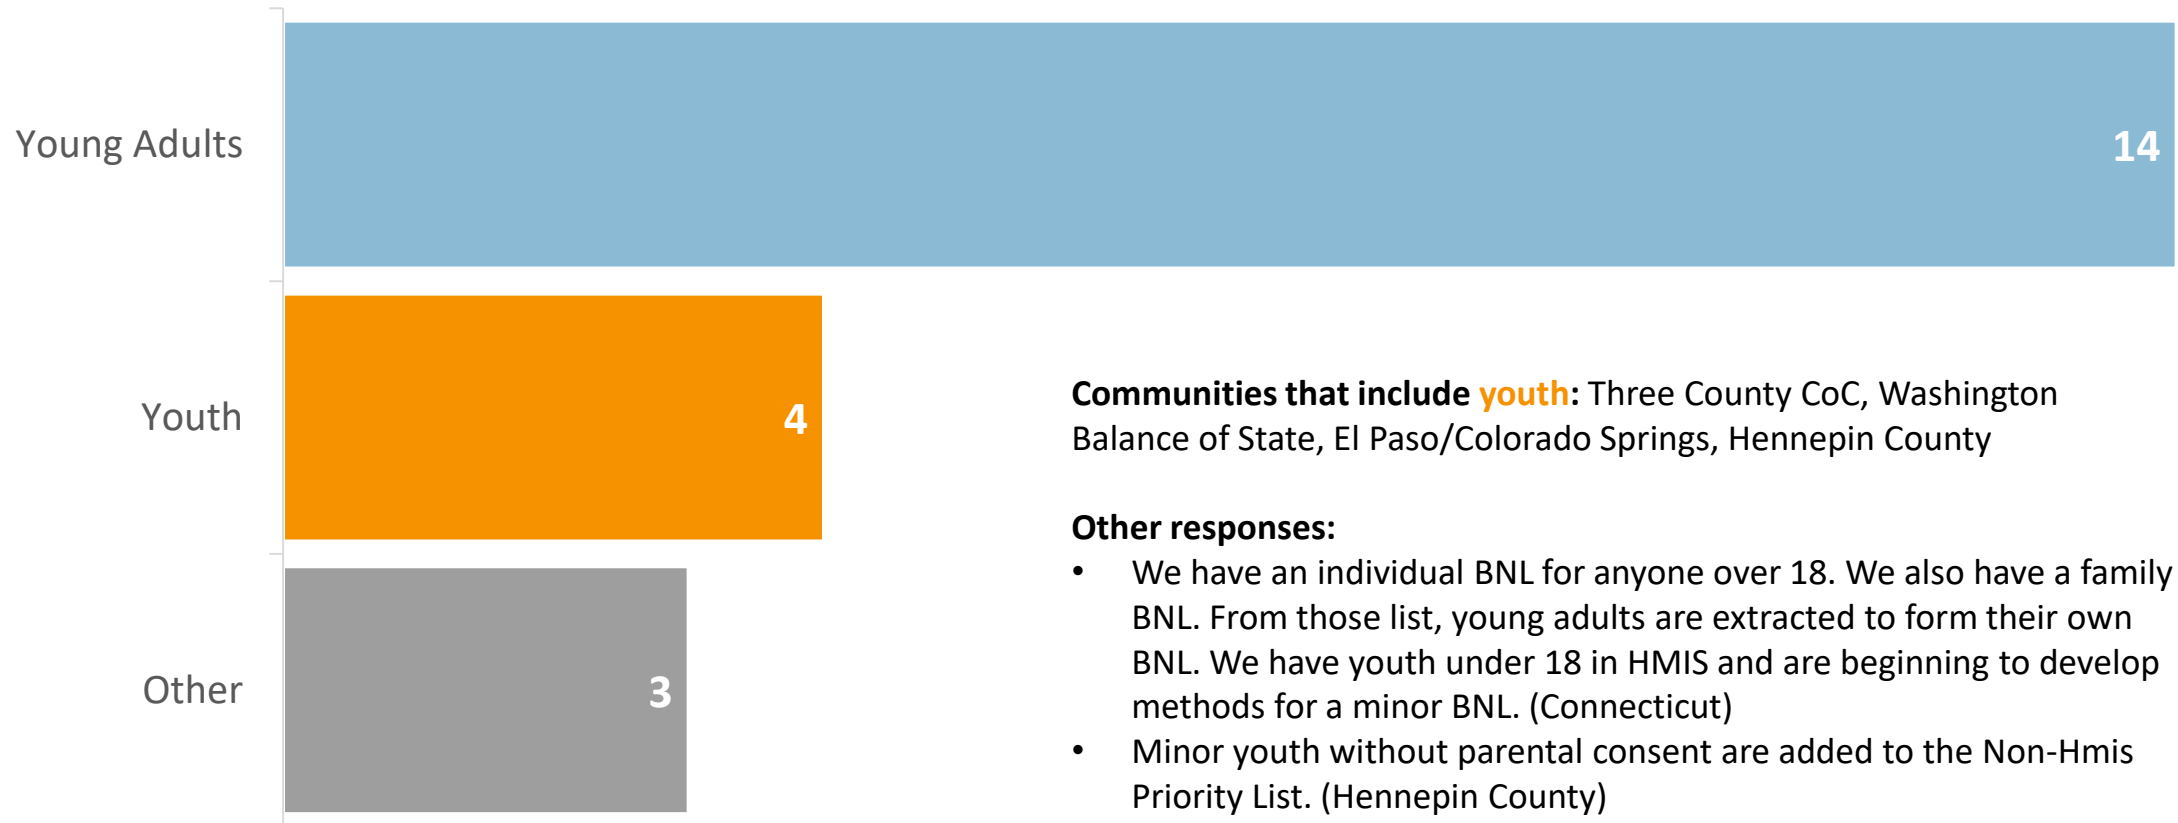 Young Adults
14
Youth
4
Other
3
Communities that include youth: Three County CoC, Washington
Balance of State, El Paso/Colorado Springs, Hennepin County
Other responses:
• We have an individual BNL for anyone over 18. We also have a family
BNL. From those list, young adults are extracted to form their own
BNL. We have youth under 18 in HMIS and are beginning to develop
methods for a minor BNL. (Connecticut)
• Minor youth without parental consent are added to the Non-Hmis
Priority List. (Hennepin County)